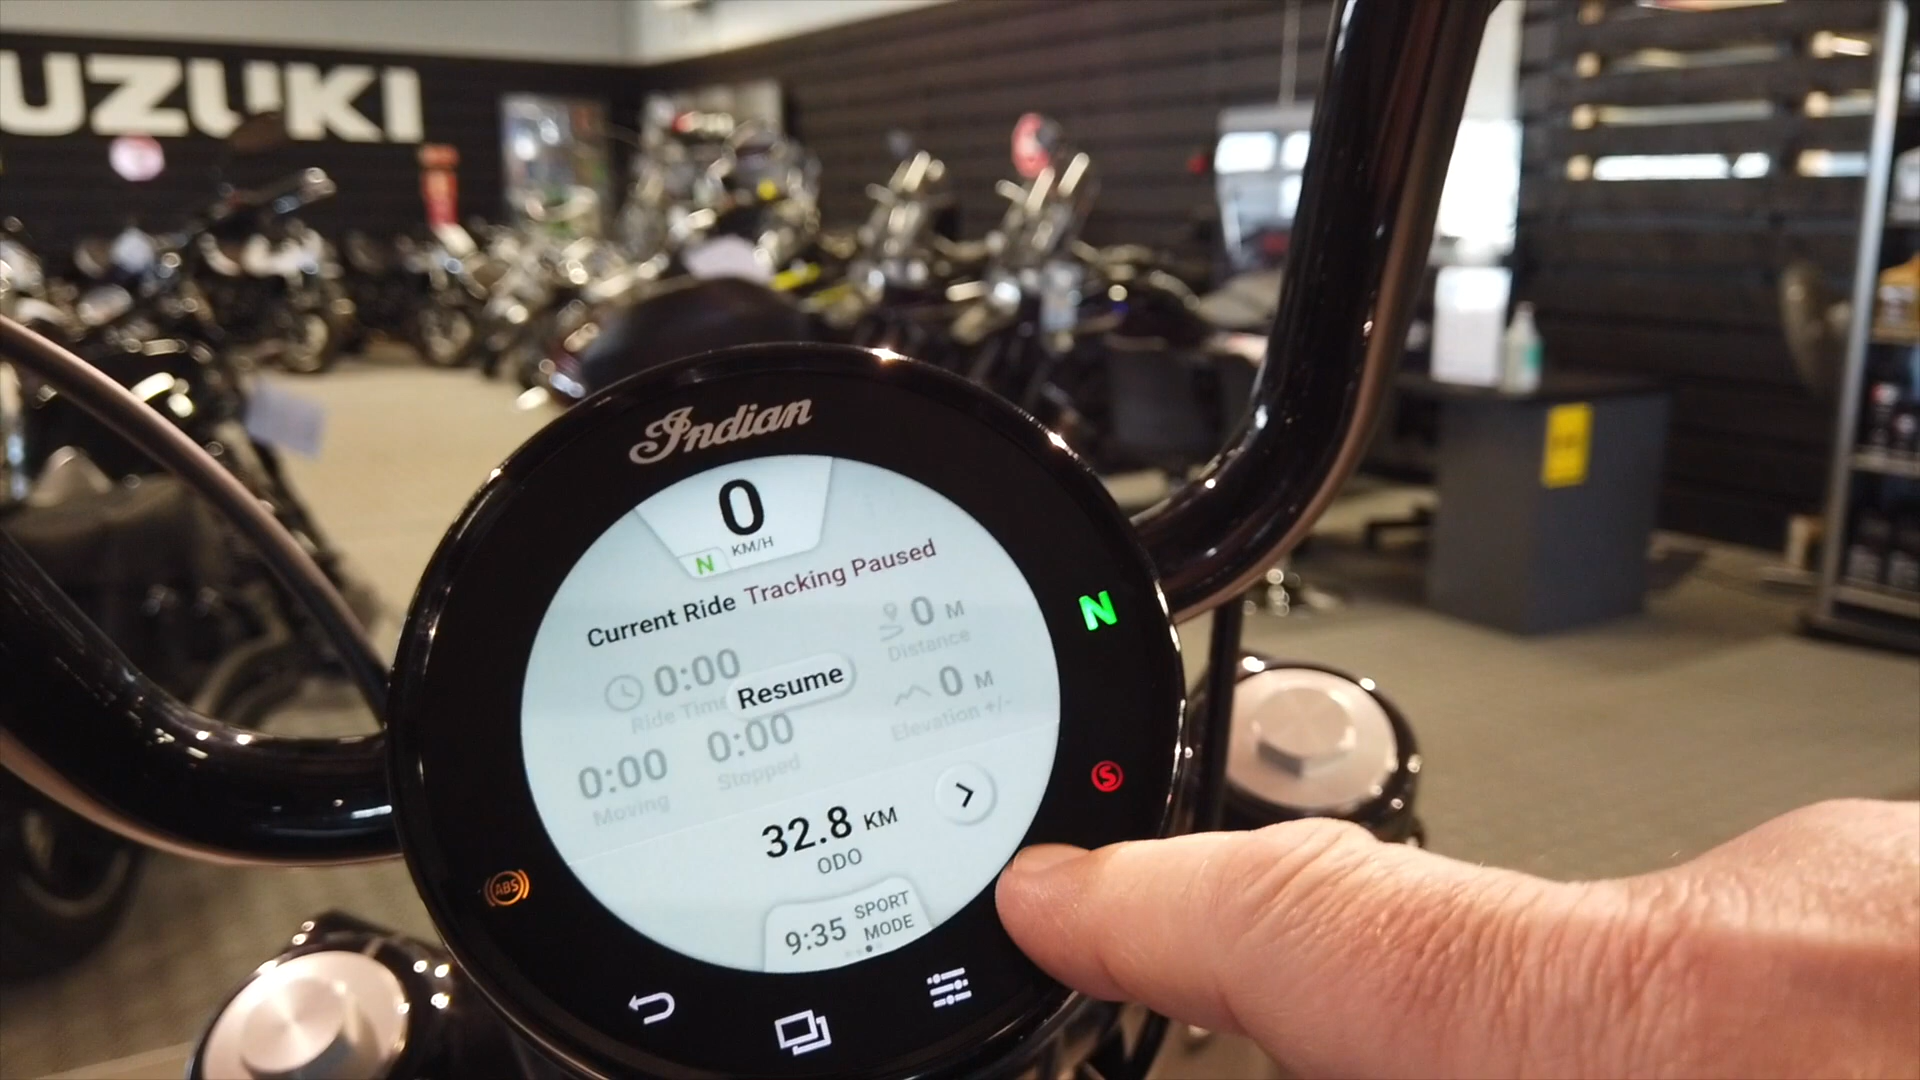 UZUKI
Indian
0
KM/H
N
Current Ride Tracking Paused
0:00
Ride Time
Resume
0 M
Distance
0:00
Moving
0:00
Stopped
0 M
Elevation +/-
32.8 KM
ODO
9:35 SPORT MODE
N
S
ABS